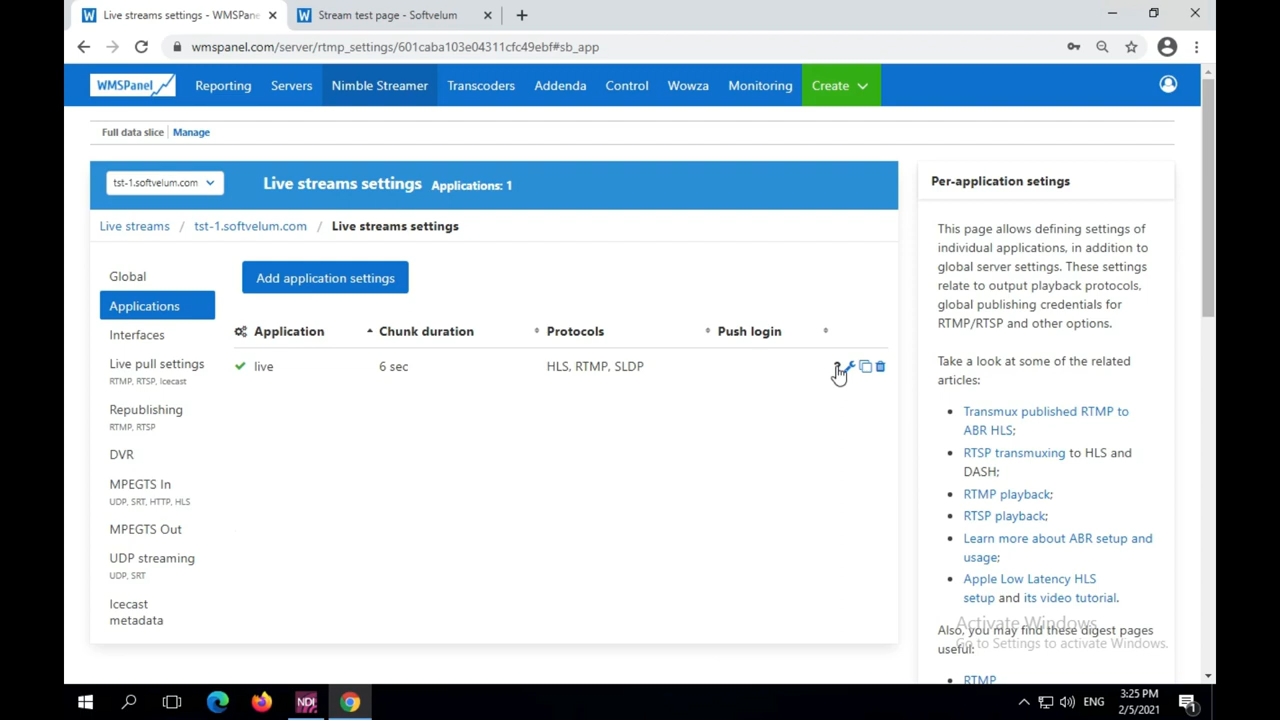 Live streams settings - WMSPane
Stream test page - Softvelum
wmspanel.com/server/rtmp_settings/601caba103e04311cfc49ebf#sb_app
WMSPANEL Reporting Servers Nimble Streamer Transcoders Addenda Control Wowza Monitoring Create
Full data slice Manage
tst-1.softvelum.com Live streams settings Applications: 1
Live streams / tst-1.softvelum.com / Live streams settings
Global
Applications
Interfaces
Live pull settings
RTMP, RTSP, Icecast
Republishing
RTMP, RTSP
DVR
MPEGTS In
UDP, SRT, HTTP, HLS
MPEGTS Out
UDP streaming
UDP, SRT
Icecast
metadata
Add application settings
Application Chunk duration Protocols Push login
live 6 sec HLS, RTMP, SLDP
Per-application setings
This page allows defining settings of
individual applications, in addition to
global server settings. These settings
relate to output playback protocols,
global publishing credentials for
RTMP/RTSP and other options.
Take a look at some of the related
articles:
Transmux published RTMP to
ABR HLS;
RTSP transmuxing to HLS and
DASH;
RTMP playback;
RTSP playback;
Learn more about ABR setup and
usage;
Apple Low Latency HLS
setup and its video tutorial.
Also, you may find these digest pages
useful:
RTMP
Activate Windows
Go to Settings to activate Windows.
NDI
ENG
3:25 PM
2/5/2021
1